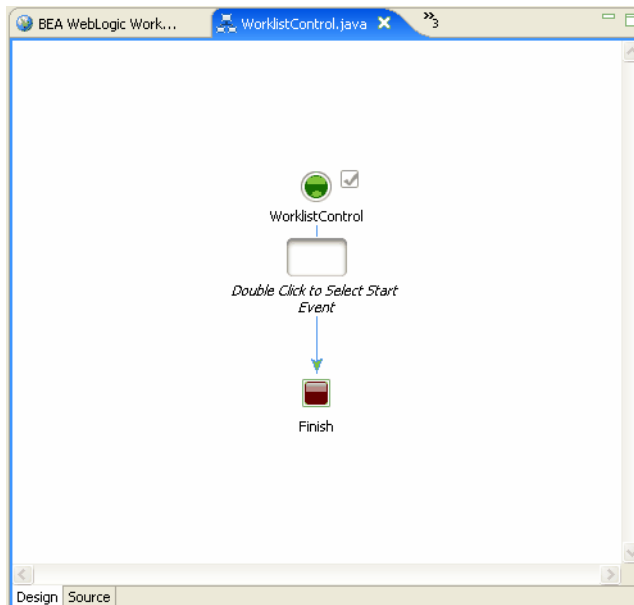 BEA WebLogic Work...
WorklistControl.java
»3
WorklistControl
Double Click to Select Start
Event
Finish
Design Source